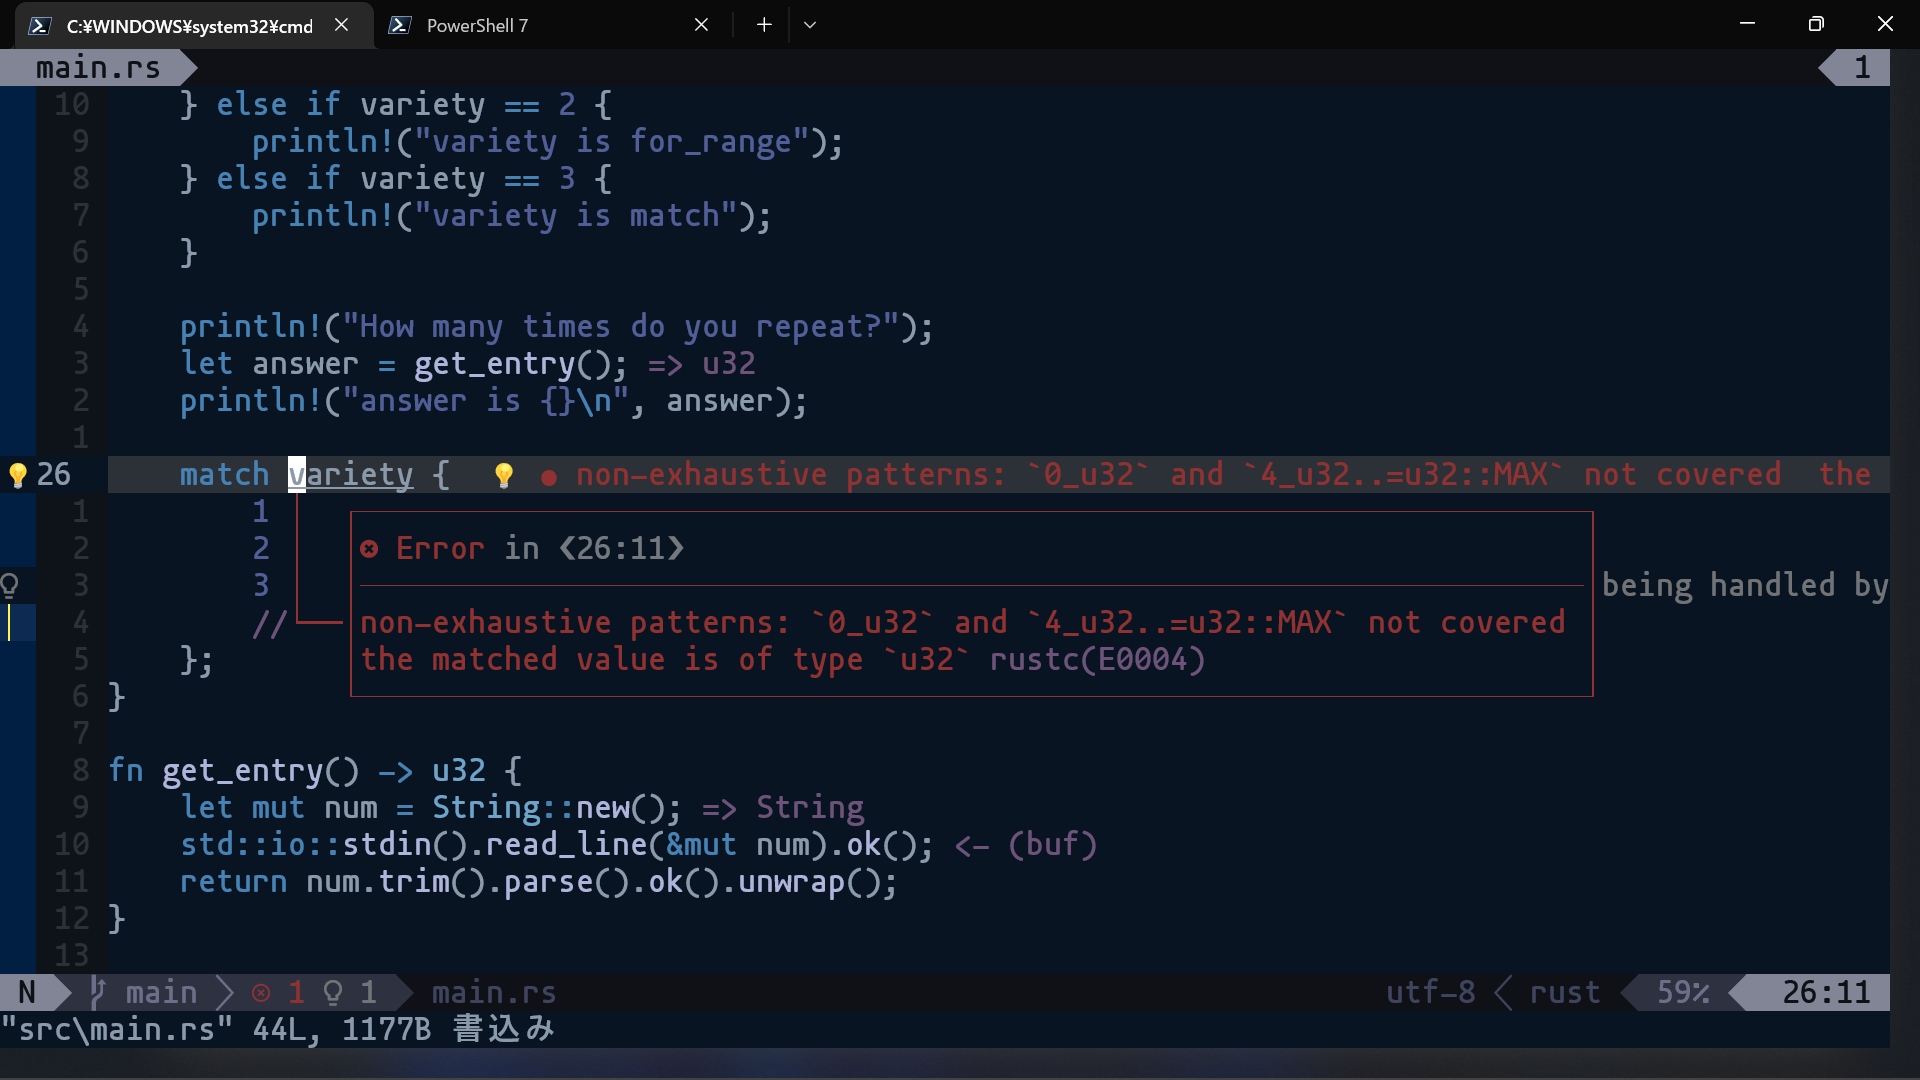 C:¥WINDOWS¥system32¥cmd
PowerShell 7
main.rs
1
10 } else if variety == 2 {
9 println!("variety is for_range");
8 } else if variety == 3 {
7 println!("variety is match");
6 }
5
4 println!("How many times do you repeat?");
3 let answer = get_entry(); => u32
2 println!("answer is {}\n", answer);
1
26 match variety { 💡 ● non-exhaustive patterns: `0_u32` and `4_u32..=u32::MAX` not covered the
1 1
2 2 Error in ❮26:11❯
3 3 being handled by
4 // non-exhaustive patterns: `0_u32` and `4_u32..=u32::MAX` not covered
5 }; the matched value is of type `u32` rustc(E0004)
6 }
7
8 fn get_entry() -> u32 {
9 let mut num = String::new(); => String
10 std::io::stdin().read_line(&mut num).ok(); <- (buf)
11 return num.trim().parse().ok().unwrap();
12 }
13
N main 1 1 main.rs utf-8 rust 59% 26:11
"src\main.rs" 44L, 1177B 書込み